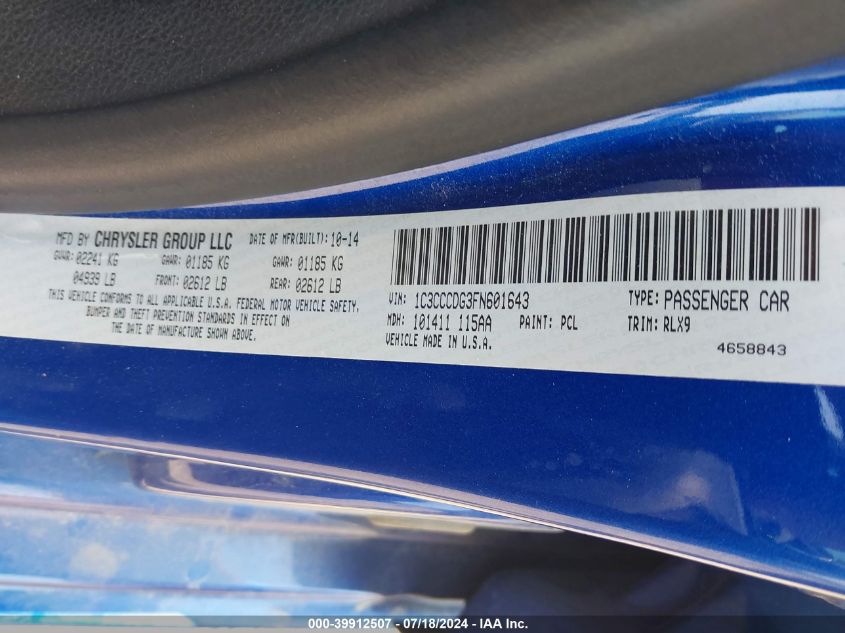 MFD BY CHRYSLER GROUP LLC DATE OF MFR(BUILT): 10-14
GVWR: 02241 KG GAWR: 01185 KG GAWR: 01185 KG
04939 LB FRONT: 02612 LB REAR: 02612 LB
THIS VEHICLE CONFORMS TO ALL APPLICABLE U.S.A. FEDERAL MOTOR VEHICLE SAFETY,
BUMPER AND THEFT PREVENTION STANDARDS IN EFFECT ON
THE DATE OF MANUFACTURE SHOWN ABOVE.
VIN: 1C3CCCDG3FN601643 TYPE: PASSENGER CAR
MDH: 101411 115AA PAINT: PCL TRIM: RLX9
VEHICLE MADE IN U.S.A. 4658843
000-39912507 - 07/18/2024 - IAA Inc.